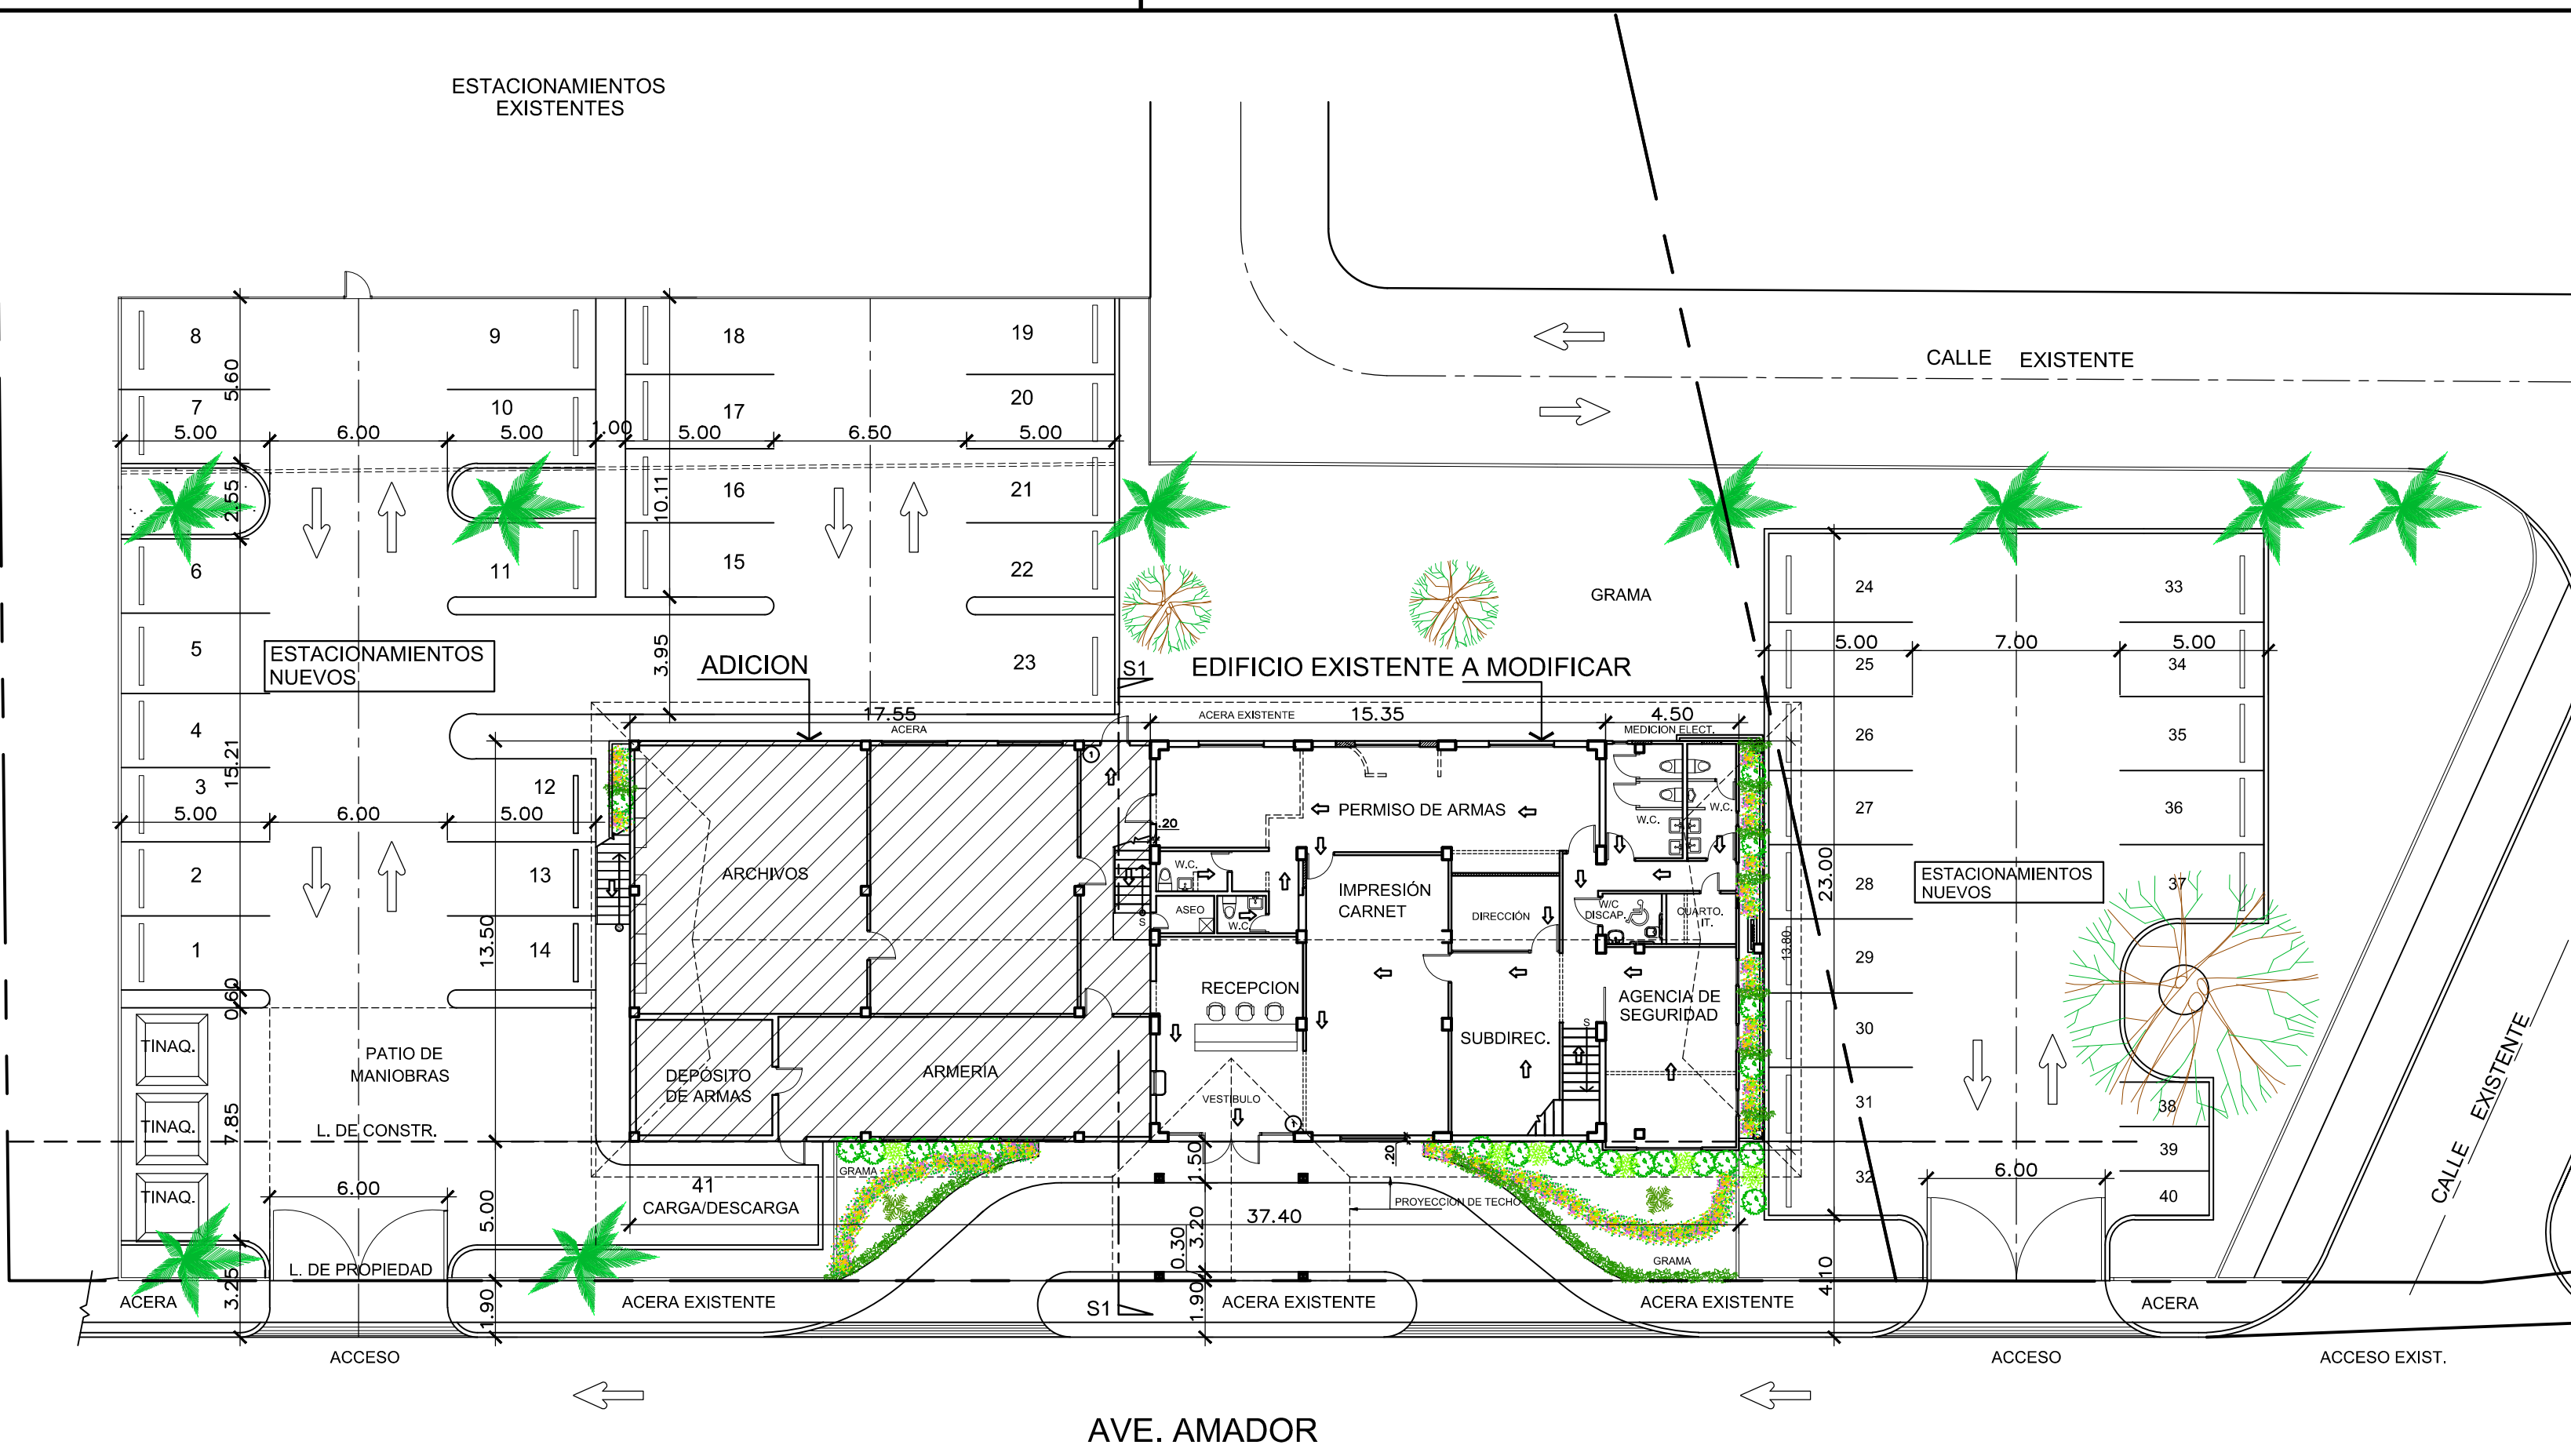 ESTACIONAMIENTOS
EXISTENTES
CALLE EXISTENTE
8
9
18
19
5.60
7
10
17
20
5.00
6.00
5.00
1.00
5.00
6.50
5.00
2.55
10.11
16
21
6
11
15
22
GRAMA
24
33
5
ESTACIONAMIENTOS
NUEVOS
3.95
ADICION
23
S1
EDIFICIO EXISTENTE A MODIFICAR
5.00
7.00
5.00
25
34
4
17.55
ACERA
ACERA EXISTENTE
15.35
4.50
MEDICION ELECT.
26
35
15.21
3
12
5.00
6.00
5.00
1
.20
PERMISO DE ARMAS
W.C.
W.C.
27
36
2
13
ARCHIVOS
W.C.
IMPRESIÓN
CARNET
23.00
28
ESTACIONAMIENTOS
NUEVOS
37
ASEO
S
W.C.
DIRECCIÓN
W/C
DISCAP.
QUARTO.
IT.
13.50
1
14
13.80
29
0.60
RECEPCION
AGENCIA DE
SEGURIDAD
30
TINAQ.
PATIO DE
MANIOBRAS
DEPÓSITO
DE ARMAS
ARMERÍA
SUBDIREC.
S
TINAQ.
7.85
L. DE CONSTR.
VESTIBULO
1
31
38
39
TINAQ.
6.00
5.00
41
CARGA/DESCARGA
GRAMA
1.50
.20
PROYECCION DE TECHO
32
6.00
40
37.40
0.30
3.20
GRAMA
L. DE PROPIEDAD
CALLE EXISTENTE
ACERA
3.25
1.90
ACERA EXISTENTE
S1
1.90
ACERA EXISTENTE
ACERA EXISTENTE
4.10
ACERA
ACCESO
ACCESO
ACCESO EXIST.
AVE. AMADOR